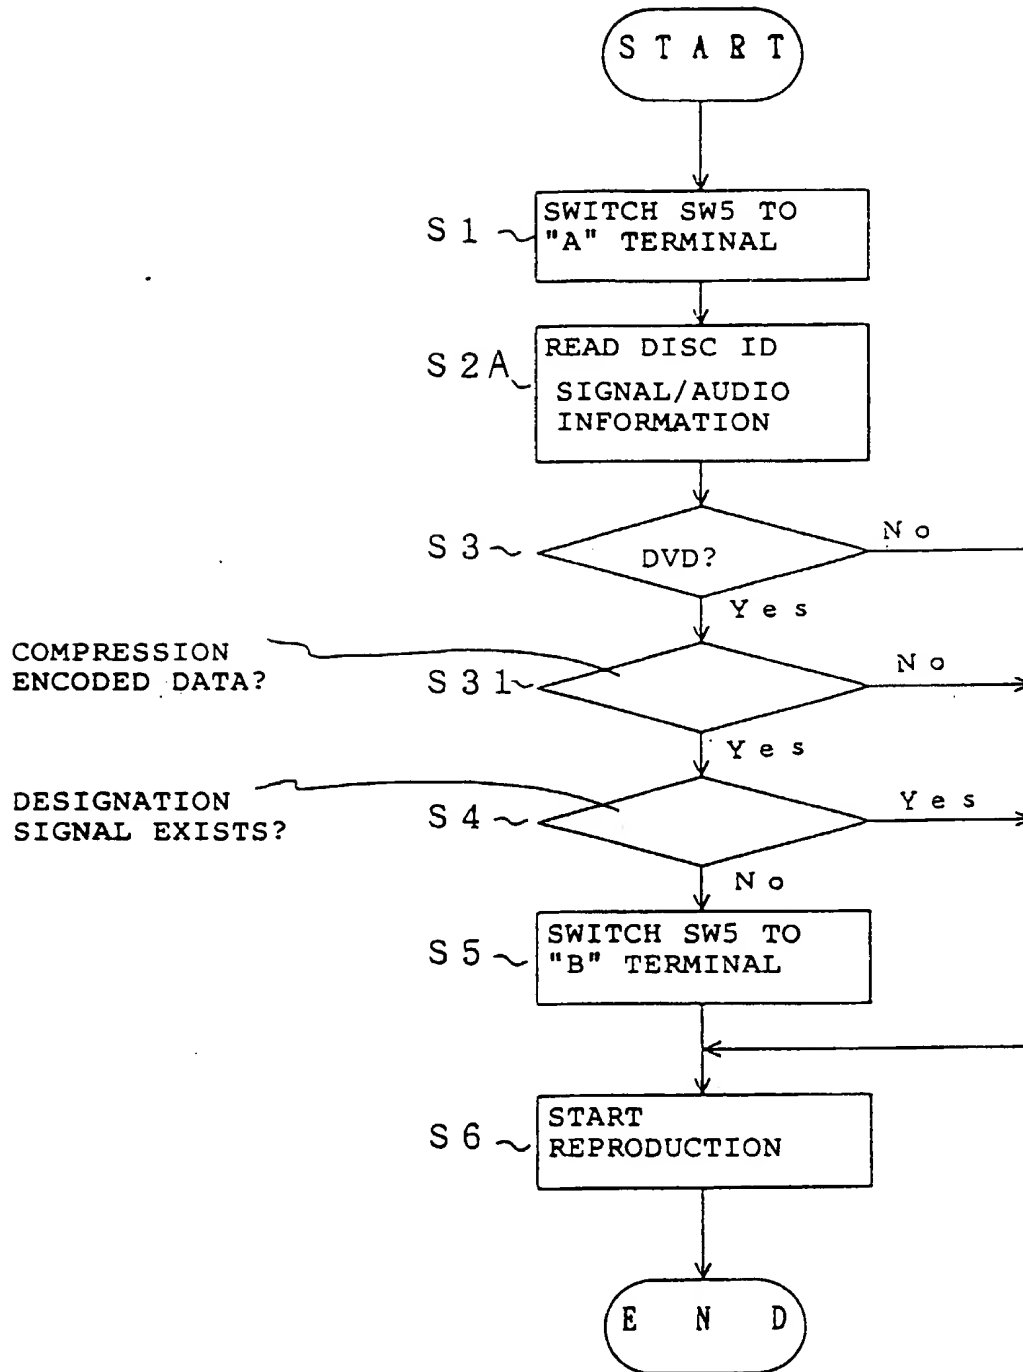 START
S1
SWITCH SW5 TO
"A" TERMINAL
S2A
READ DISC ID
SIGNAL/AUDIO
INFORMATION
S3
DVD?
No
Yes
COMPRESSION
ENCODED DATA?
S31
No
Yes
DESIGNATION
SIGNAL EXISTS?
S4
Yes
No
S5
SWITCH SW5 TO
"B" TERMINAL
S6
START
REPRODUCTION
END